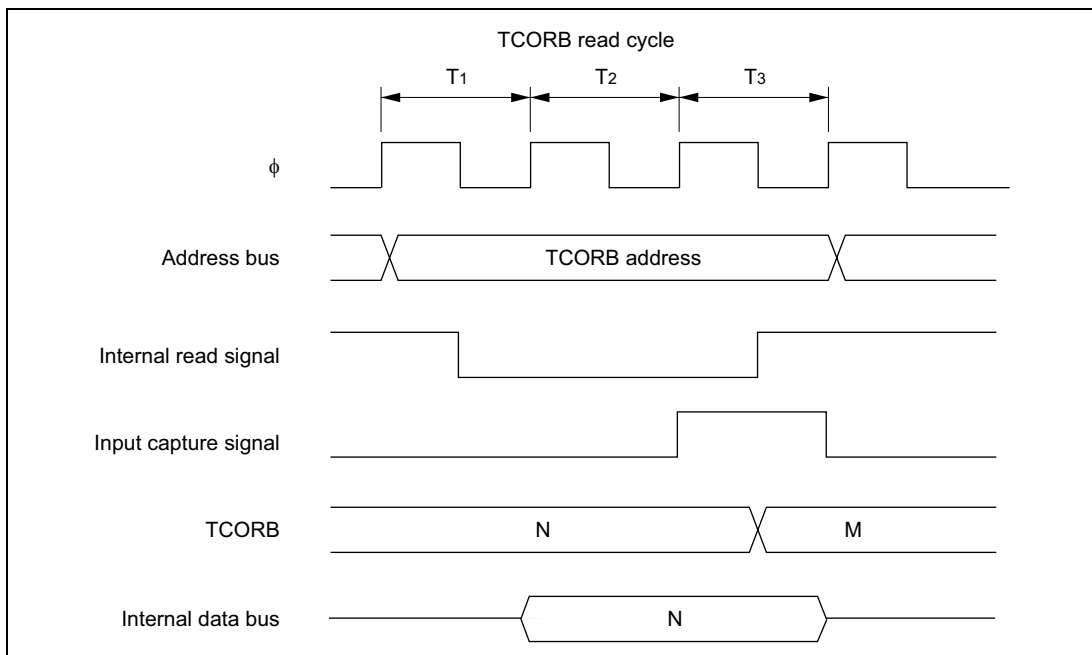 TCORB read cycle
T1 T2 T3
ϕ
Address bus TCORB address
Internal read signal
Input capture signal
TCORB N M
Internal data bus N